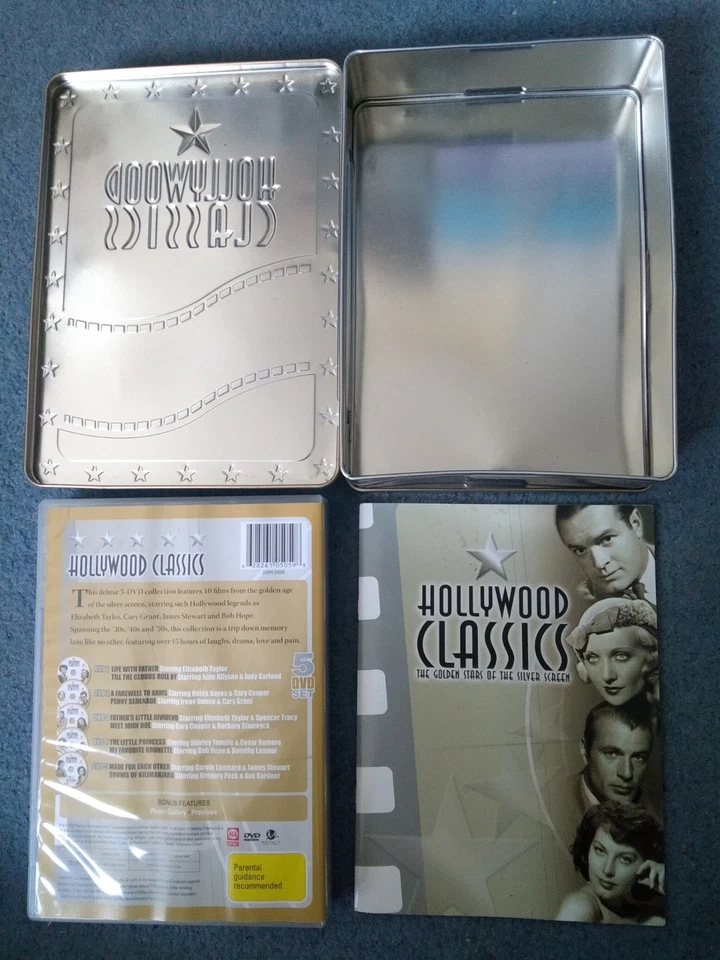 HOLLYWOOD
CLASSICS
HOLLYWOOD CLASSICS
This deluxe 5-DVD collection features 10 films from the golden age
of the silver screen, starring such Hollywood legends as
Elizabeth Taylor, Cary Grant, James Stewart and Bob Hope.
Spanning the '30s, '40s and '50s, this collection is a trip down memory
lane like no other, featuring over 15 hours of laughs, drama, love and pain.
LIFE WITH FATHER Starring Elizabeth Taylor
TILL THE CLOUDS ROLL BY Starring June Allyson & Judy Garland
A FAREWELL TO ARMS Starring Helen Hayes & Gary Cooper
PENNY SERENADE Starring Irene Dunne & Cary Grant
FATHER'S LITTLE DIVIDEND Starring Elizabeth Taylor & Spencer Tracy
MEET JOHN DOE Starring Gary Cooper & Barbara Stanwyck
THE LITTLE PRINCESS Starring Shirley Temple & Cesar Romero
MY FAVORITE BRUNETTE Starring Bob Hope & Dorothy Lamour
MADE FOR EACH OTHER Starring Carole Lombard & James Stewart
SNOWS OF KILIMANJARO Starring Gregory Peck & Ava Gardner
5
DVD
SET
BONUS FEATURES
Photo Gallery • Previews
DVD
Parental
guidance
recommended
HOLLYWOOD
CLASSICS
THE GOLDEN STARS OF THE SILVER SCREEN